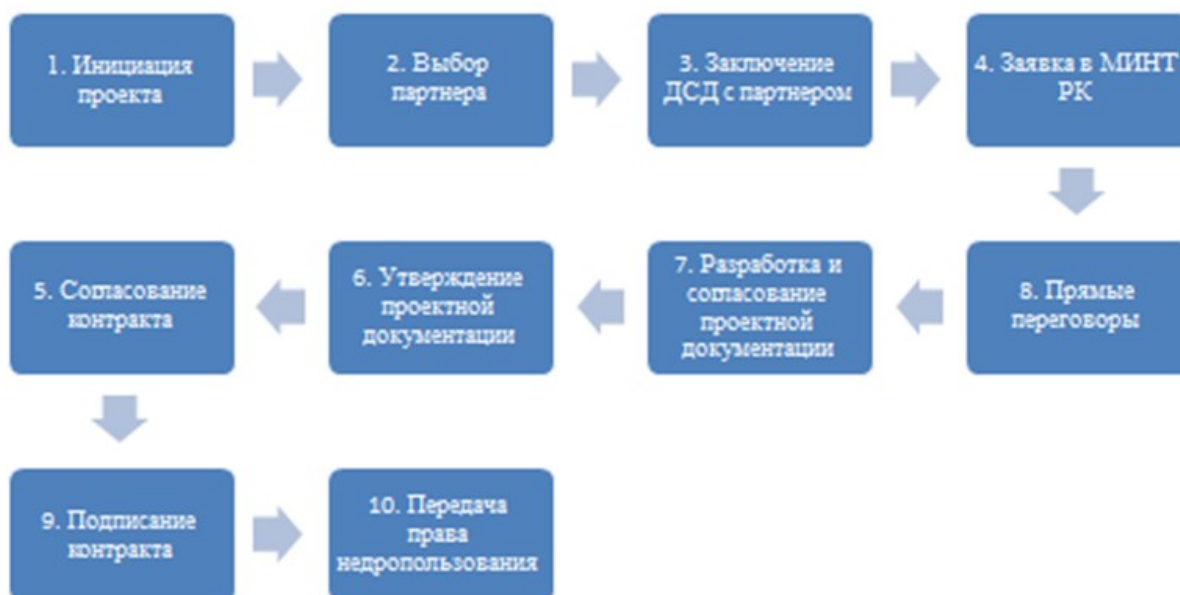 1. Инициация
проекта
2. Выбор
партнера
3. Заключение
ДСД с партнером
4. Заявка в МИНТ
РК
8. Прямые
переговоры
7. Разработка и
согласование
проектной
документации
6. Утверждение
проектной
документации
5. Согласование
контракта
9. Подписание
контракта
10. Передача
права
недропользования